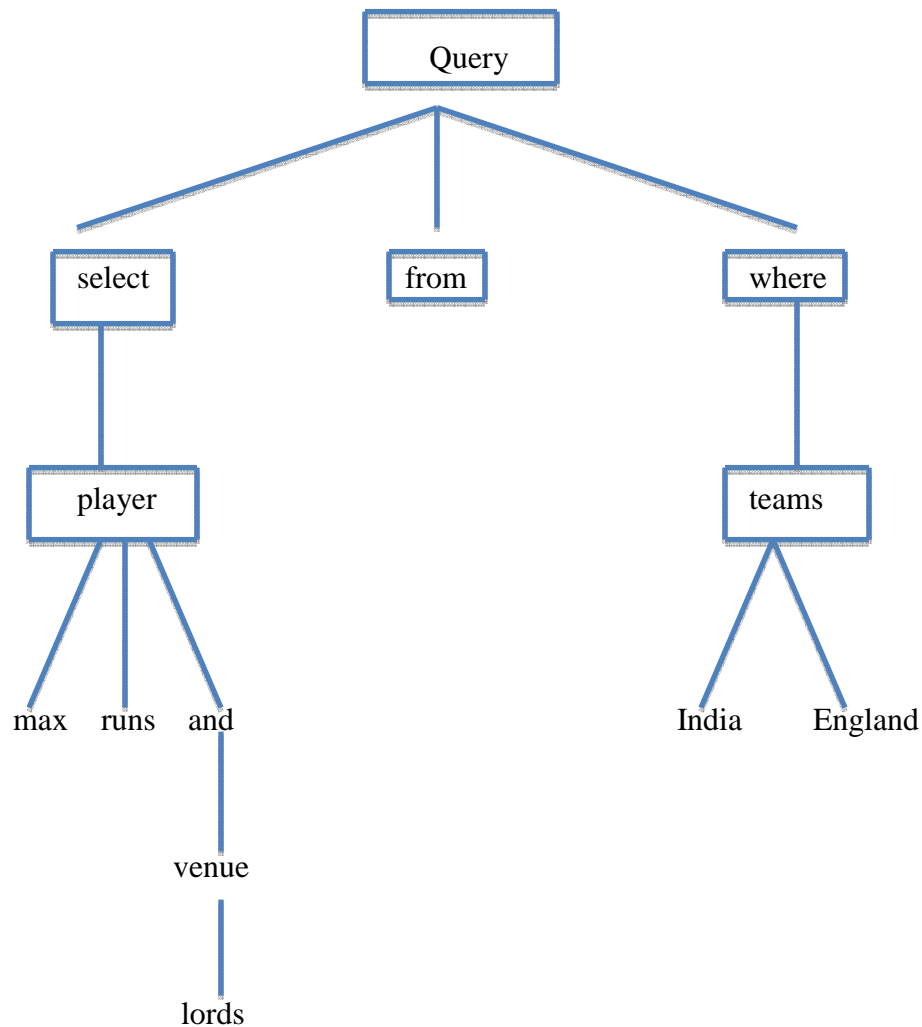 Query
select
from
where
player
teams
max
runs
and
India
England
venue
lords